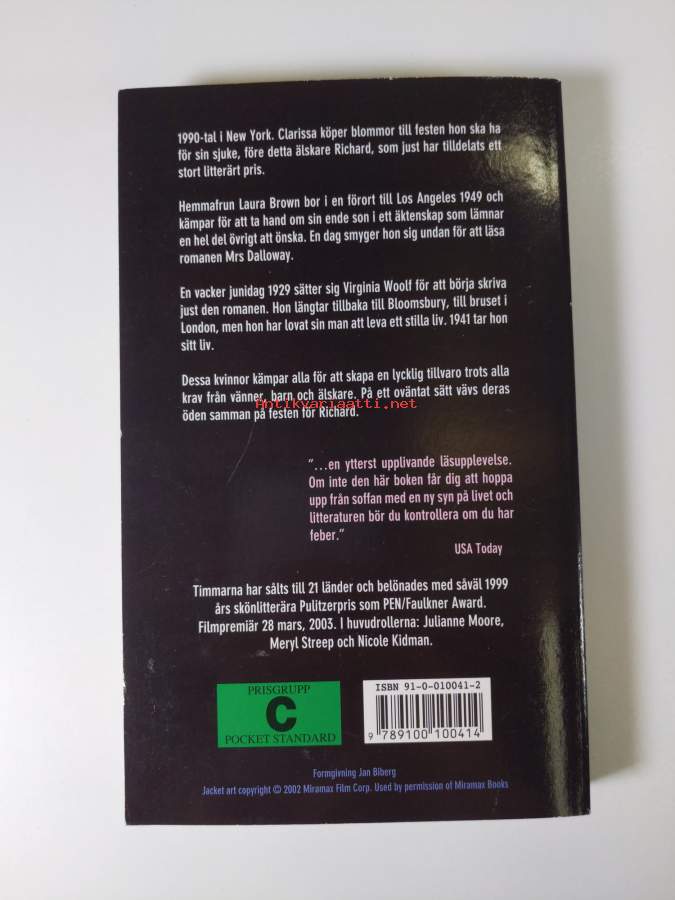 1990-tal i New York. Clarissa köper blommor till festen hon ska ha
för sin sjuke, före detta älskare Richard, som just har tilldelats ett
stort litterärt pris.
Hemmafrun Laura Brown bor i en förort till Los Angeles 1949 och
kämpar för att ta hand om sin ende son i ett äktenskap som lämnar
en hel del övrigt att önska. En dag smyger hon sig undan för att läsa
romanen Mrs Dalloway.
En vacker junidag 1929 sätter sig Virginia Woolf för att börja skriva
just den romanen. Hon längtar tillbaka till Bloomsbury, till bruset i
London, men hon har lovat sin man att leva ett stilla liv. 1941 tar hon
sitt liv.
Dessa kvinnor kämpar alla för att skapa en lycklig tillvaro trots alla
krav från vänner, barn och älskare. På ett oväntat sätt vävs deras
Antikvariaatti.net
öden samman på festen för Richard.
"...en ytterst upplivande läsupplevelse.
Om inte den här boken får dig att hoppa
upp från soffan med en ny syn på livet och
litteraturen bör du kontrollera om du har
feber."
USA Today
Timmarna har sålts till 21 länder och belönades med såväl 1999
års skönlitterära Pulitzerpris som PEN/Faulkner Award.
Filmpremiär 28 mars, 2003. I huvudrollerna: Julianne Moore,
Meryl Streep och Nicole Kidman.
PRISGRUPP
C
POCKET STANDARD
ISBN 91-0-010041-2
9 789100 100414
Formgivning Jan Biberg
Jacket art copyright © 2002 Miramax Film Corp. Used by permission of Miramax Books